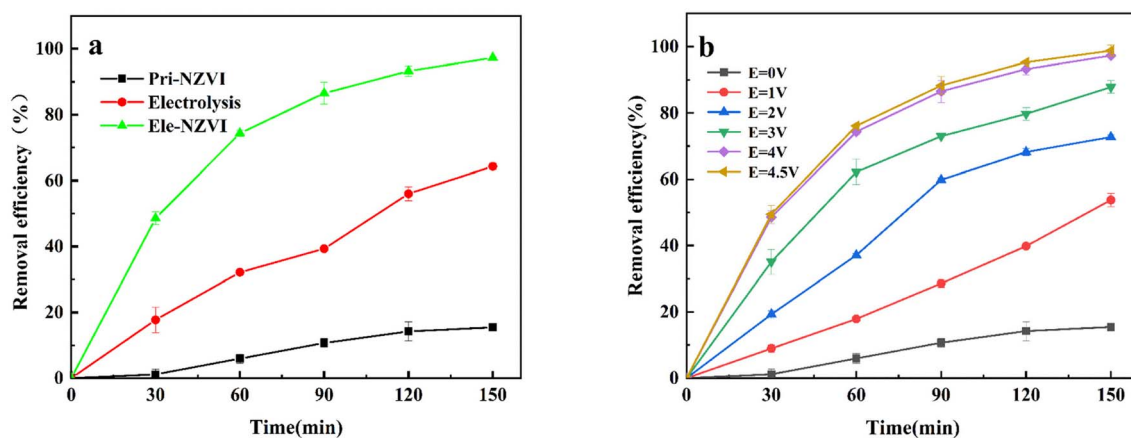 a
Pri-NZVI
Electrolysis
Ele-NZVI
Removal efficiency（%）
100
80
60
40
20
0
0 30 60 90 120 150
Time(min)
b
E=0V
E=1V
E=2V
E=3V
E=4V
E=4.5V
Removal efficiency(%)
100
80
60
40
20
0
0 30 60 90 120 150
Time(min)